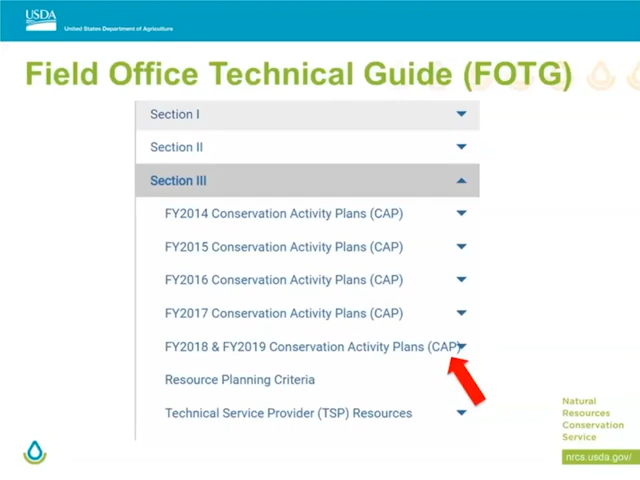 USDA
United States Department of Agriculture
Field Office Technical Guide (FOTG)
Section I
Section II
Section III
FY2014 Conservation Activity Plans (CAP)
FY2015 Conservation Activity Plans (CAP)
FY2016 Conservation Activity Plans (CAP)
FY2017 Conservation Activity Plans (CAP)
FY2018 & FY2019 Conservation Activity Plans (CAP)
Resource Planning Criteria
Technical Service Provider (TSP) Resources
Natural
Resources
Conservation
Service
nrcs.usda.gov/